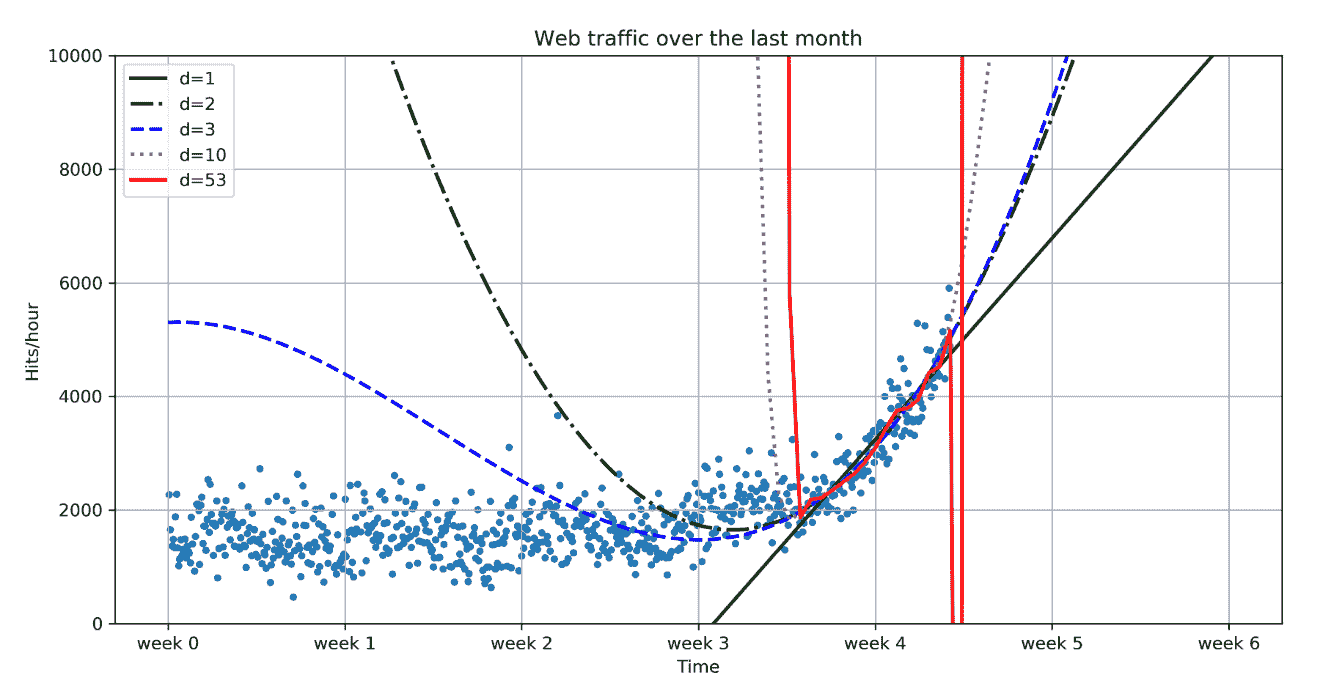 Web traffic over the last month
10000
8000
6000
4000
2000
0
Hits/hour
d=1
d=2
d=3
d=10
d=53
week 0 week 1 week 2 week 3 week 4 week 5 week 6
Time